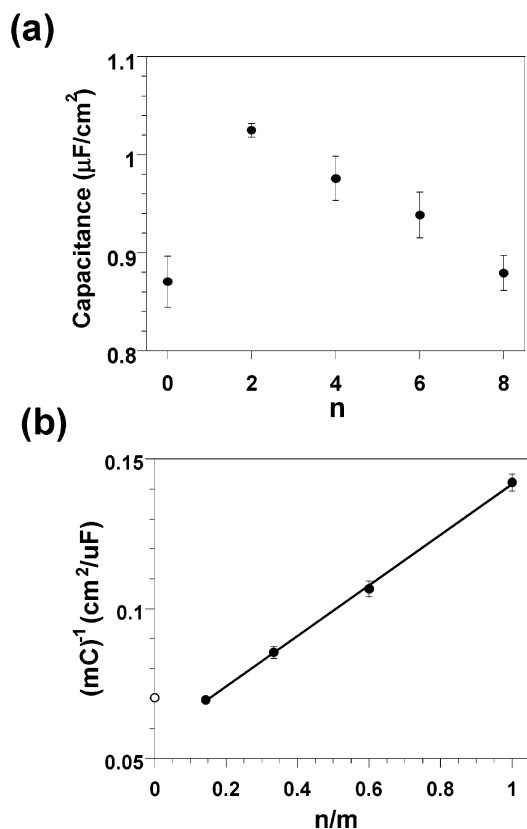 (a)
Capacitance (μF/cm²)
1.1
1
0.9
0.8
0 2 4 6 8
n
(b)
(mC)⁻¹ (cm²/uF)
0.15
0.1
0.05
0 0.2 0.4 0.6 0.8 1
n/m